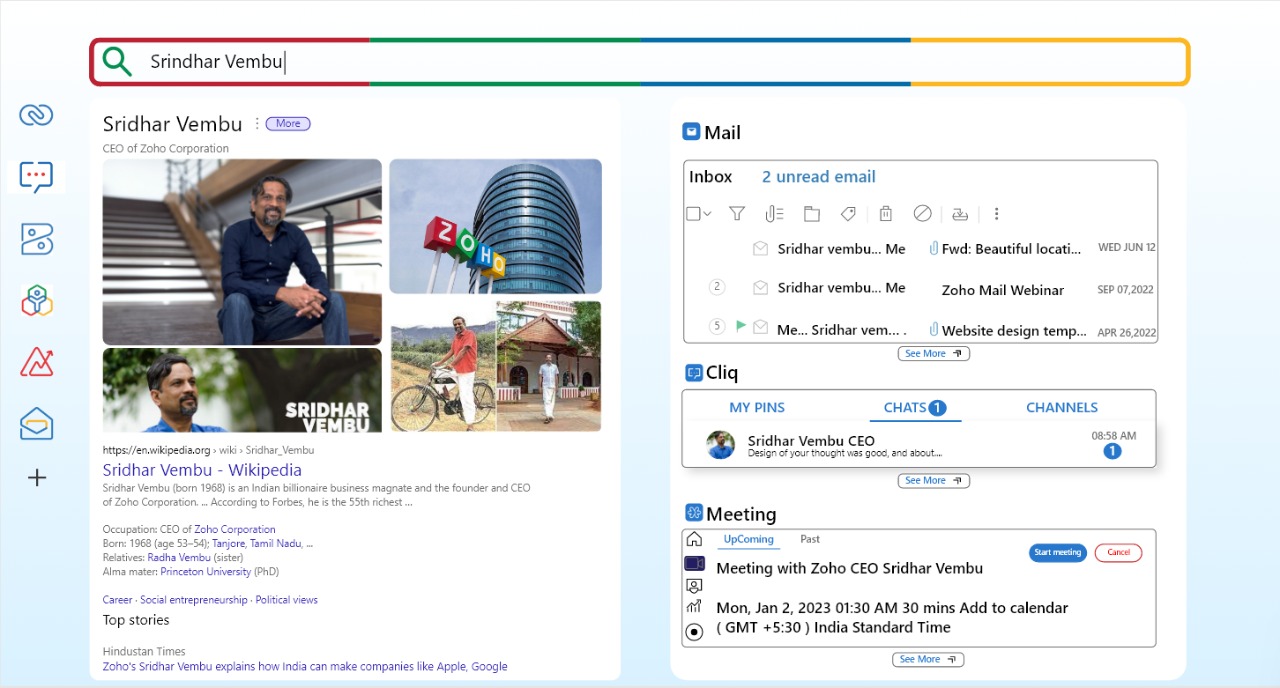 Srindhar Vembu
Sridhar Vembu
More
CEO of Zoho Corporation
ZOHO
SRIDHAR
VEMBU
https://en.wikipedia.org › wiki › Sridhar_Vembu
Sridhar Vembu - Wikipedia
Sridhar Vembu (born 1968) is an Indian billionaire business magnate and the founder and CEO
of Zoho Corporation. ... According to Forbes, he is the 55th richest ...
Occupation: CEO of Zoho Corporation
Born: 1968 (age 53–54); Tanjore, Tamil Nadu, ...
Relatives: Radha Vembu (sister)
Alma mater: Princeton University (PhD)
Career · Social entrepreneurship · Political views
Top stories
Hindustan Times
Zoho's Sridhar Vembu explains how India can make companies like Apple, Google
Mail
Inbox 2 unread email
Sridhar vembu... Me Fwd: Beautiful locati... WED JUN 12
2 Sridhar vembu... Me Zoho Mail Webinar SEP 07,2022
5 Me... Sridhar vem... . Website design temp... APR 26,2022
See More
Cliq
MY PINS CHATS 1 CHANNELS
Sridhar Vembu CEO 08:58 AM
Design of your thought was good, and about.... 1
See More
Meeting
UpComing Past
Start meeting Cancel
Meeting with Zoho CEO Sridhar Vembu
Mon, Jan 2, 2023 01:30 AM 30 mins Add to calendar
( GMT +5:30 ) India Standard Time
See More